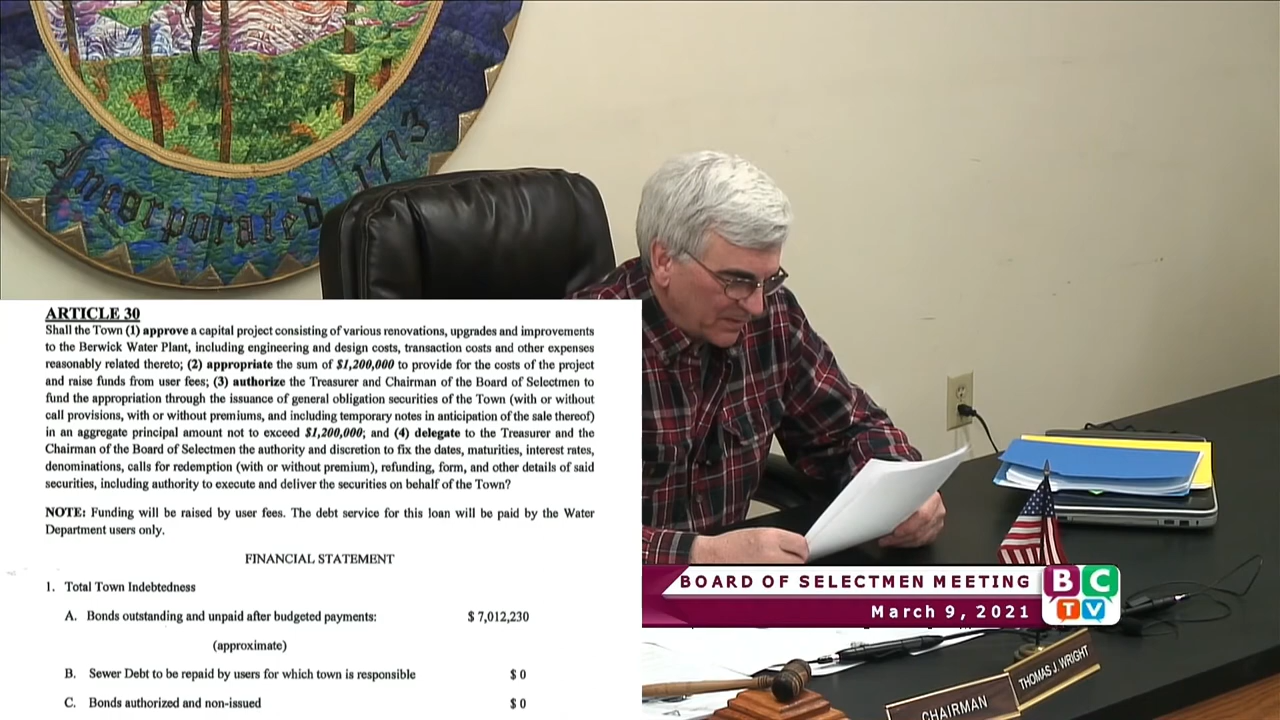 Incorporated 1713
ARTICLE 30
Shall the Town (1) approve a capital project consisting of various renovations, upgrades and improvements
to the Berwick Water Plant, including engineering and design costs, transaction costs and other expenses
reasonably related thereto; (2) appropriate the sum of $1,200,000 to provide for the costs of the project
and raise funds from user fees; (3) authorize the Treasurer and Chairman of the Board of Selectmen to
fund the appropriation through the issuance of general obligation securities of the Town (with or without
call provisions, with or without premiums, and including temporary notes in anticipation of the sale thereof)
in an aggregate principal amount not to exceed $1,200,000; and (4) delegate to the Treasurer and the
Chairman of the Board of Selectmen the authority and discretion to fix the dates, maturities, interest rates,
denominations, calls for redemption (with or without premium), refunding, form, and other details of said
securities, including authority to execute and deliver the securities on behalf of the Town?
NOTE: Funding will be raised by user fees. The debt service for this loan will be paid by the Water
Department users only.
FINANCIAL STATEMENT
1. Total Town Indebtedness
A. Bonds outstanding and unpaid after budgeted payments: $ 7,012,230
(approximate)
B. Sewer Debt to be repaid by users for which town is responsible $ 0
C. Bonds authorized and non-issued $ 0
BOARD OF SELECTMEN MEETING
March 9, 2021
BCTV
CHAIRMAN THOMAS J. WRIGHT